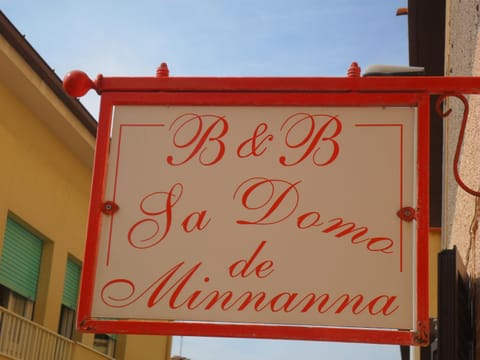 B & B
Sa Domo
de
Minnanna